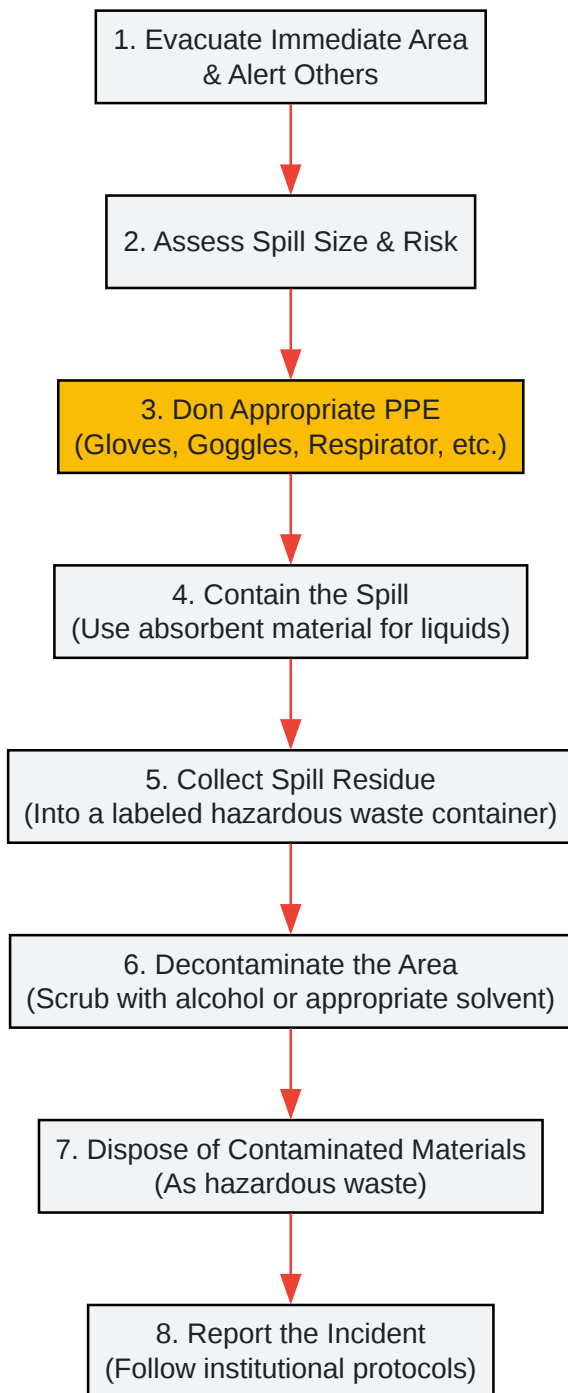 1. Evacuate Immediate Area
& Alert Others
2. Assess Spill Size & Risk
3. Don Appropriate PPE
(Gloves, Goggles, Respirator, etc.)
4. Contain the Spill
(Use absorbent material for liquids)
5. Collect Spill Residue
(Into a labeled hazardous waste container)
6. Decontaminate the Area
(Scrub with alcohol or appropriate solvent)
7. Dispose of Contaminated Materials
(As hazardous waste)
8. Report the Incident
(Follow institutional protocols)